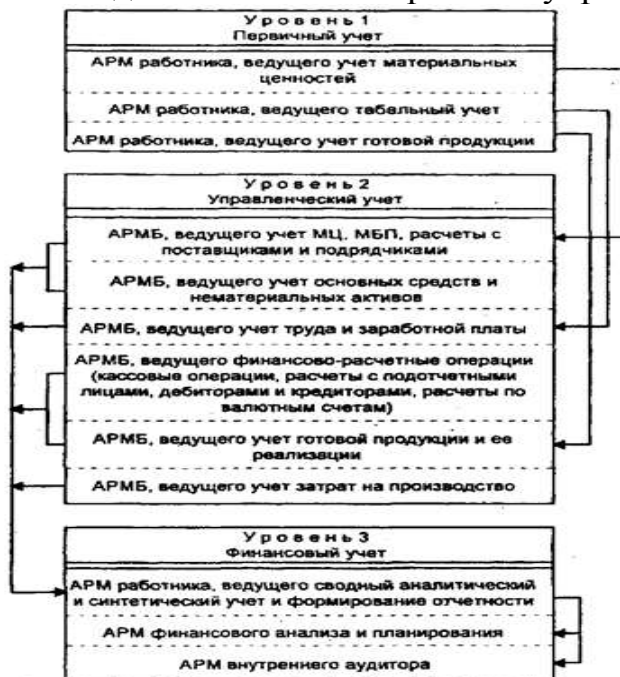 Уровень 1
Первичный учет
АРМ работника, ведущего учет материальных
ценностей
АРМ работника, ведущего табельный учет
АРМ работника, ведущего учет готовой продукции
Уровень 2
Управленческий учет
АРМБ, ведущего учет МЦ, МБП, расчеты с
поставщиками и подрядчиками
АРМБ, ведущего учет основных средств и
нематериальных активов
АРМБ, ведущего учет труда и заработной платы
АРМБ, ведущего финансово-расчетные операции
(кассовые операции, расчеты с подотчетными
лицами, дебиторами и кредиторами, расчеты по
валютным счетам)
АРМБ, ведущего учет готовой продукции и ее
реализации
АРМБ, ведущего учет затрат на производство
Уровень 3
Финансовый учет
АРМ работника, ведущего сводный аналитический
и синтетический учет и формирование отчетности
АРМ финансового анализа и планирования
АРМ внутреннего аудитора